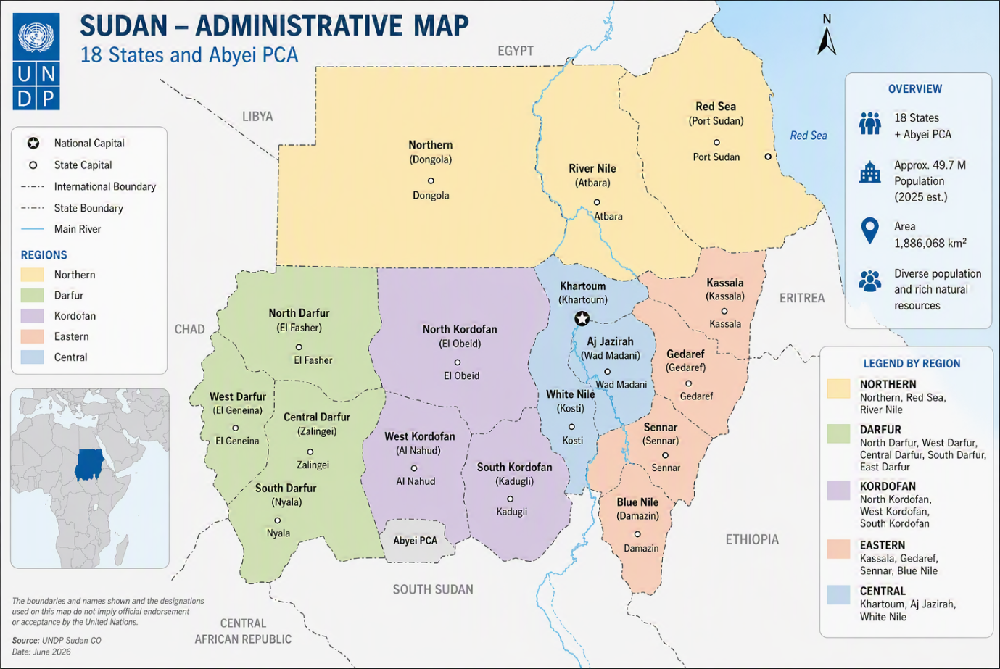 UN
DP
SUDAN – ADMINISTRATIVE MAP
18 States and Abyei PCA
National Capital
State Capital
International Boundary
State Boundary
Main River
REGIONS
Northern
Darfur
Kordofan
Eastern
Central
EGYPT
LIBYA
CHAD
CENTRAL
AFRICAN REPUBLIC
SOUTH SUDAN
ETHIOPIA
ERITREA
Red Sea
N
Northern
(Dongola)
Dongola
River Nile
(Atbara)
Atbara
Red Sea
(Port Sudan)
Port Sudan
North Darfur
(El Fasher)
El Fasher
West Darfur
(El Geneina)
El Geneina
Central Darfur
(Zalingei)
Zalingei
South Darfur
(Nyala)
Nyala
North Kordofan
(El Obeid)
El Obeid
West Kordofan
(Al Nahud)
Al Nahud
South Kordofan
(Kadugli)
Kadugli
Abyei PCA
Khartoum
(Khartoum)
Aj Jazirah
(Wad Madani)
Wad Madani
White Nile
(Kosti)
Kosti
Kassala
(Kassala)
Kassala
Gedaref
(Gedaref)
Gedaref
Sennar
(Sennar)
Sennar
Blue Nile
(Damazin)
Damazin
OVERVIEW
18 States
+ Abyei PCA
Approx. 49.7 M
Population
(2025 est.)
Area
1,886,068 km²
Diverse population
and rich natural
resources
LEGEND BY REGION
NORTHERN
Northern, Red Sea,
River Nile
DARFUR
North Darfur, West Darfur,
Central Darfur, South Darfur,
East Darfur
KORDOFAN
North Kordofan,
West Kordofan,
South Kordofan
EASTERN
Kassala, Gedaref,
Sennar, Blue Nile
CENTRAL
Khartoum, Aj Jazirah,
White Nile
The boundaries and names shown and the designations
used on this map do not imply official endorsement
or acceptance by the United Nations.
Source: UNDP Sudan CO
Date: June 2026